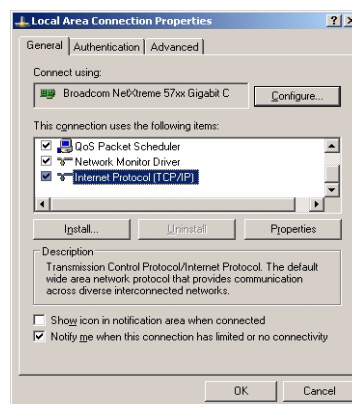 Local Area Connection Properties
General Authentication Advanced
Connect using:
Broadcom NetXtreme 57xx Gigabit C Configure...
This connection uses the following items:
QoS Packet Scheduler
Network Monitor Driver
Internet Protocol (TCP/IP)
Install... Uninstall Properties
Description
Transmission Control Protocol/Internet Protocol. The default
wide area network protocol that provides communication
across diverse interconnected networks.
Show icon in notification area when connected
Notify me when this connection has limited or no connectivity
OK Cancel